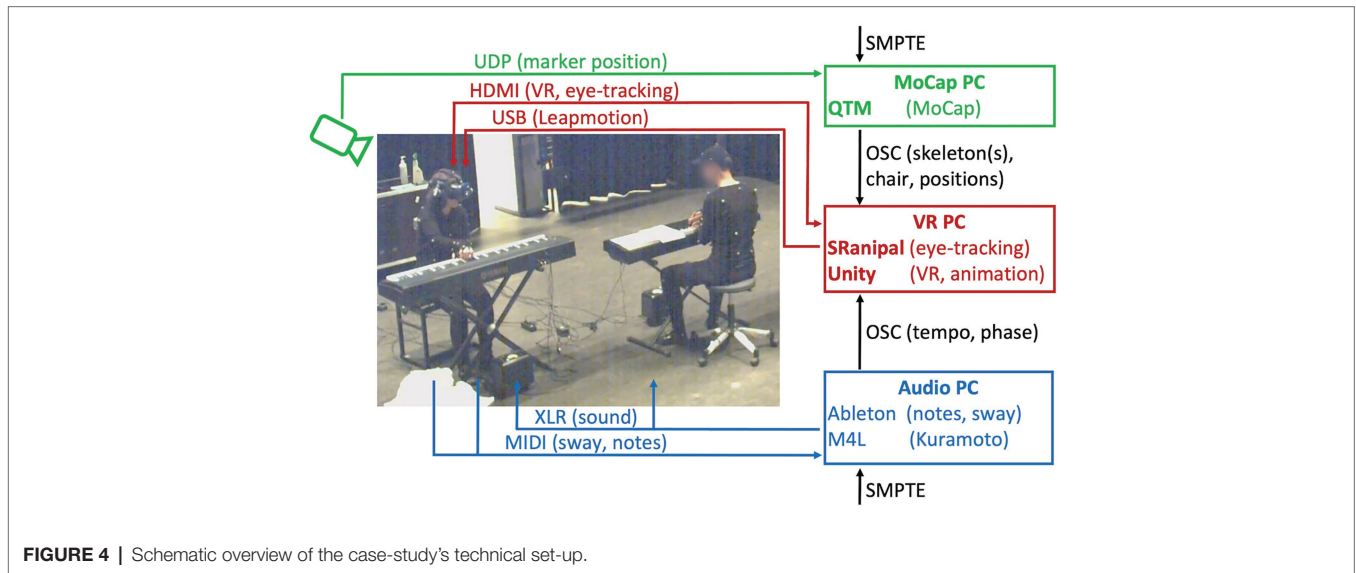 SMPTE
UDP (marker position)
MoCap PC
QTM (MoCap)
HDMI (VR, eye-tracking)
USB (Leapmotion)
OSC (skeleton(s),
chair, positions)
VR PC
SRanipal (eye-tracking)
Unity (VR, animation)
OSC (tempo, phase)
Audio PC
Ableton (notes, sway)
M4L (Kuramoto)
XLR (sound)
MIDI (sway, notes)
SMPTE
FIGURE 4 | Schematic overview of the case-study's technical set-up.